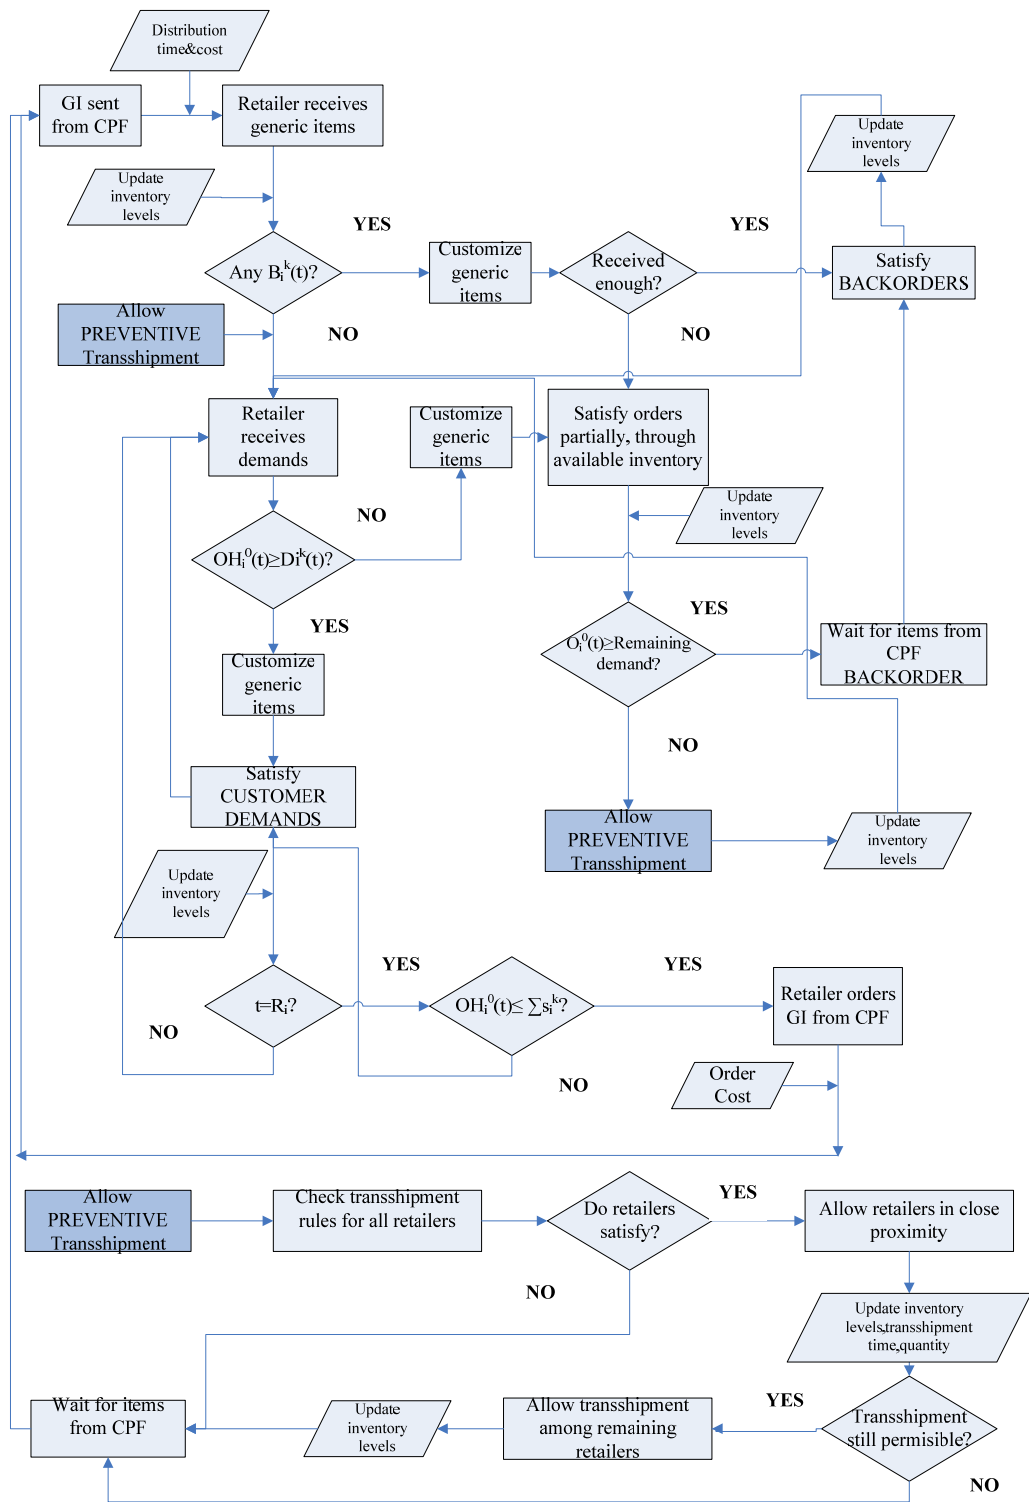 Distribution
time&cost
GI sent
from CPF
Retailer receives
generic items
Update
inventory
levels
Update
inventory
levels
YES
YES
Any Bᵢᵏ(t)?
Customize
generic
items
Received
enough?
Satisfy
BACKORDERS
Allow
PREVENTIVE
Transshipment
NO
NO
Retailer
receives
demands
Customize
generic
items
Satisfy orders
partially, through
available inventory
NO
Update
inventory
levels
OHᵢ⁰(t)≥Diᵏ(t)?
YES
YES
Oᵢ⁰(t)≥Remaining
demand?
Wait for items from
CPF
BACKORDER
Customize
generic
items
NO
Satisfy
CUSTOMER
DEMANDS
Allow
PREVENTIVE
Transshipment
Update
inventory
levels
Update
inventory
levels
YES
YES
t=Rᵢ?
OHᵢ⁰(t)≤ ∑sᵢᵏ?
Retailer orders
GI from CPF
NO
NO
Order
Cost
Allow
PREVENTIVE
Transshipment
Check transshipment
rules for all retailers
Do retailers
satisfy?
YES
Allow retailers in close
proximity
NO
Update inventory
levels,transshipment
time,quantity
Wait for items
from CPF
Update
inventory
levels
Allow transshipment
among remaining
retailers
YES
Transshipment
still permisible?
NO